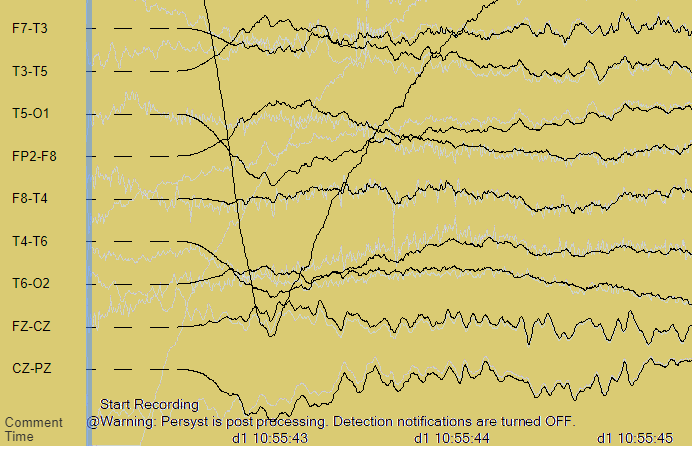 F7-T3
T3-T5
T5-O1
FP2-F8
F8-T4
T4-T6
T6-O2
FZ-CZ
CZ-PZ
Start Recording
Comment @Warning: Persyst is post processing. Detection notifications are turned OFF.
Time d1 10:55:43 d1 10:55:44 d1 10:55:45